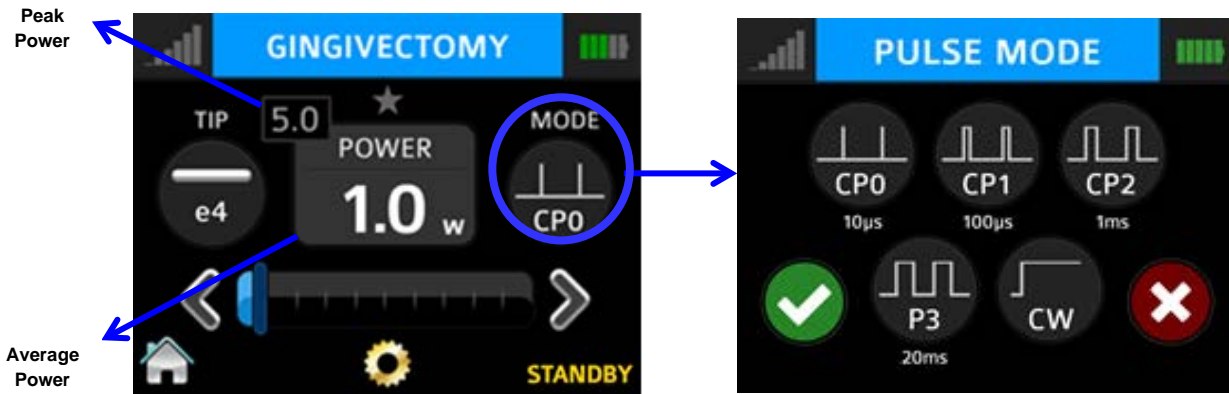 Peak
Power
GINGIVECTOMY
TIP
5.0
POWER
1.0 w
MODE
e4
CP0
STANDBY
Average
Power
PULSE MODE
CP0
CP1
CP2
10µs
100µs
1ms
P3
CW
20ms